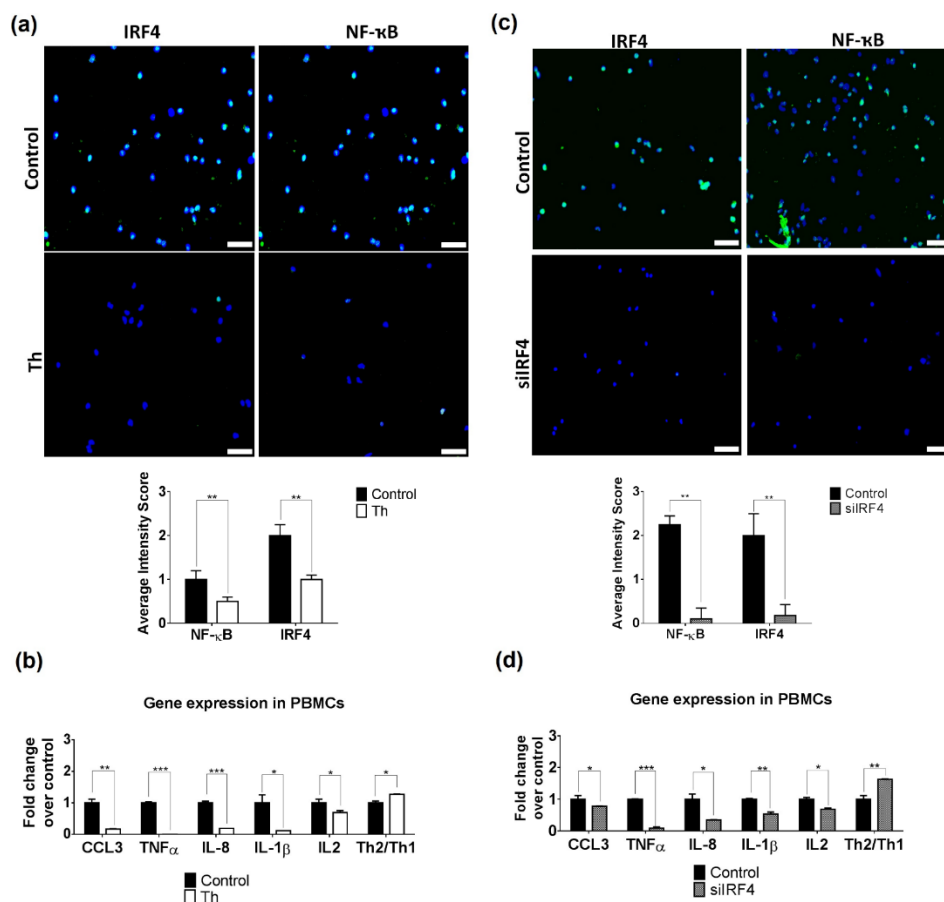 (a)
IRF4
NF-κB
Control
Th
Average Intensity Score
3
2
1
0
**
**
NF-κB
IRF4
Control
Th
(b)
Gene expression in PBMCs
Fold change
over control
3
2
1
0
**
***
***
*
*
*
CCL3
TNFα
IL-8
IL-1β
IL2
Th2/Th1
Control
Th
(c)
IRF4
NF-κB
Control
siIRF4
Average Intensity Score
3
2
1
0
**
**
NF-κB
IRF4
Control
siIRF4
(d)
Gene expression in PBMCs
Fold change
over control
3
2
1
0
*
***
*
**
*
**
CCL3
TNFα
IL-8
IL-1β
IL2
Th2/Th1
Control
siIRF4